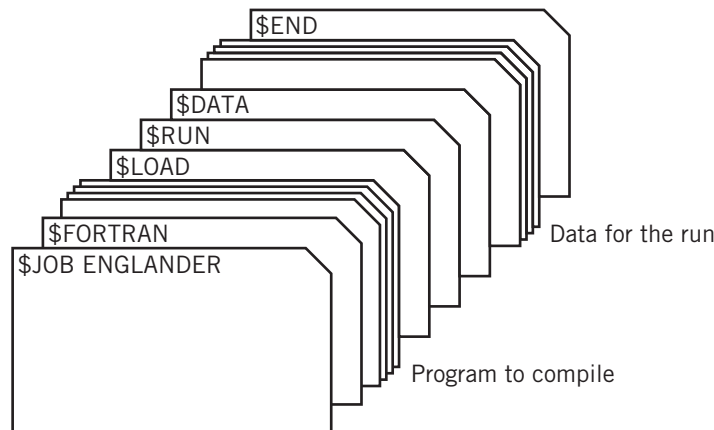 $END
$DATA
$RUN
$LOAD
$FORTRAN
$JOB ENGLANDER
Data for the run
Program to compile